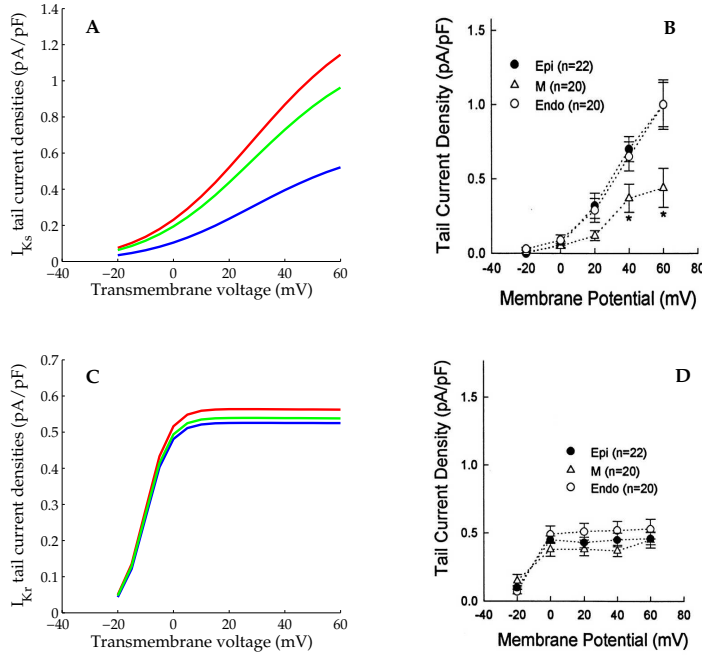 A
I_Ks tail current densities (pA/pF)
1.4
1.2
1
0.8
0.6
0.4
0.2
0
−40 −20 0 20 40 60
Transmembrane voltage (mV)
B
Tail Current Density (pA/pF)
1.5
1.0
0.5
0.0
Epi (n=22)
M (n=20)
Endo (n=20)
* *
-40 -20 0 20 40 60 80
Membrane Potential (mV)
C
I_Kr tail current densities (pA/pF)
0.7
0.6
0.5
0.4
0.3
0.2
0.1
0
−40 −20 0 20 40 60
Transmembrane voltage (mV)
D
Tail Current Density (pA/pF)
1.5
1.0
0.5
0.0
Epi (n=22)
M (n=20)
Endo (n=20)
-40 -20 0 20 40 60 80
Membrane Potential (mV)